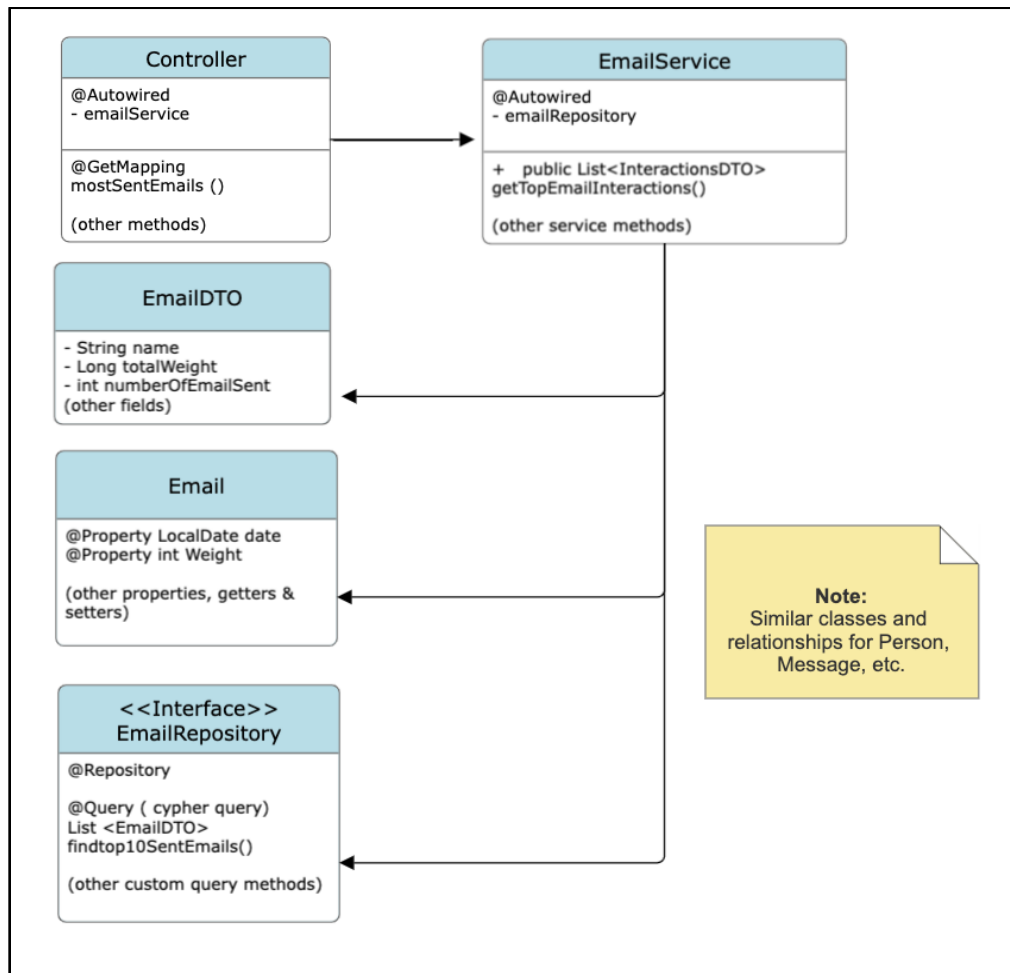 Controller
@Autowired
- emailService
@GetMapping
mostSentEmails ()
(other methods)
EmailService
@Autowired
- emailRepository
+ public List<InteractionsDTO>
getTopEmailInteractions()
(other service methods)
EmailDTO
- String name
- Long totalWeight
- int numberOfEmailSent
(other fields)
Email
@Property LocalDate date
@Property int Weight
(other properties, getters &
setters)
Note:
Similar classes and
relationships for Person,
Message, etc.
<<Interface>>
EmailRepository
@Repository
@Query ( cypher query)
List <EmailDTO>
findtop10SentEmails()
(other custom query methods)